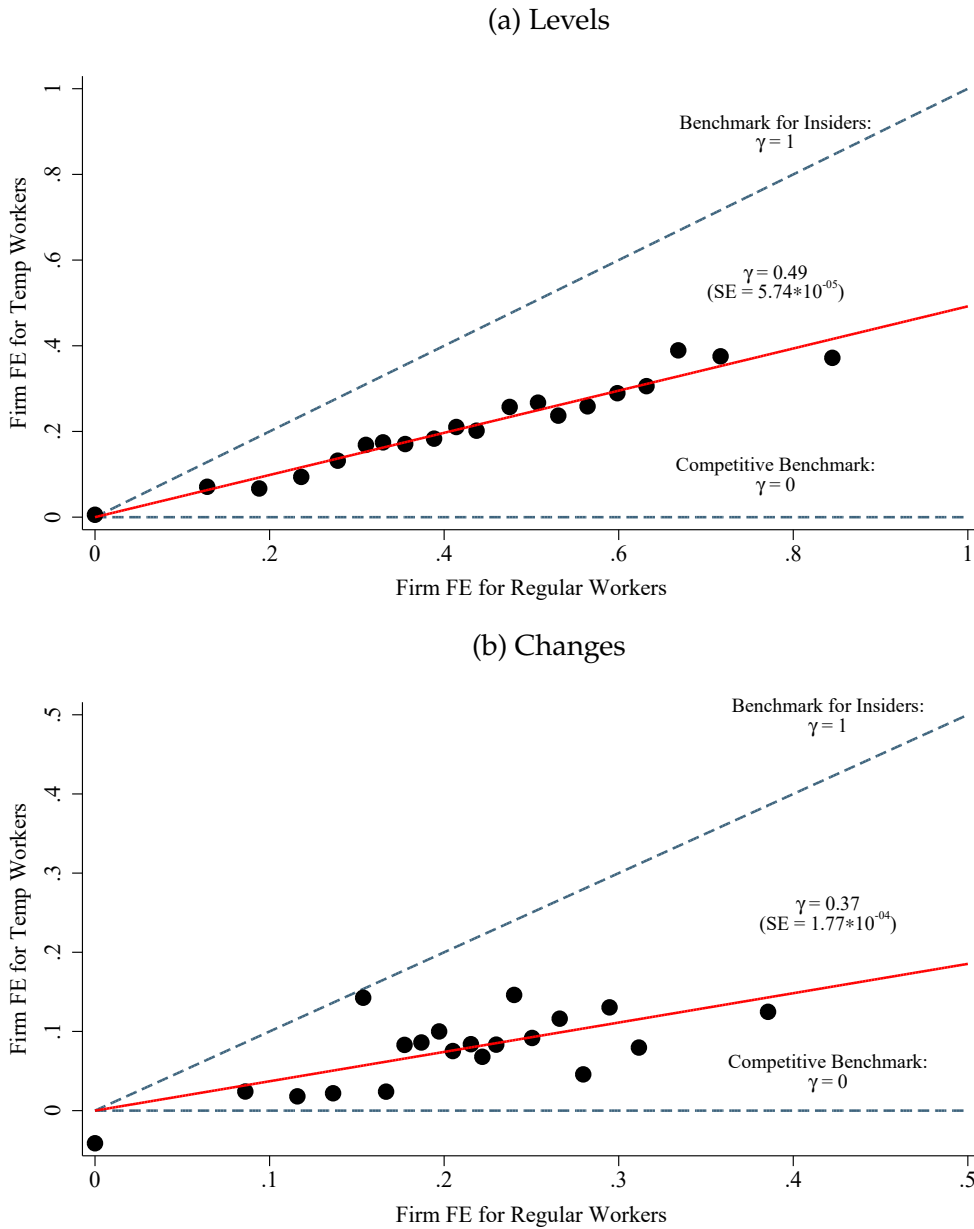 (a) Levels
Firm FE for Temp Workers
1
.8
.6
.4
.2
0
Benchmark for Insiders:
γ = 1
γ = 0.49
(SE = 5.74*10^-05)
Competitive Benchmark:
γ = 0
0 .2 .4 .6 .8 1
Firm FE for Regular Workers
(b) Changes
Firm FE for Temp Workers
.5
.4
.3
.2
.1
0
Benchmark for Insiders:
γ = 1
γ = 0.37
(SE = 1.77*10^-04)
Competitive Benchmark:
γ = 0
0 .1 .2 .3 .4 .5
Firm FE for Regular Workers